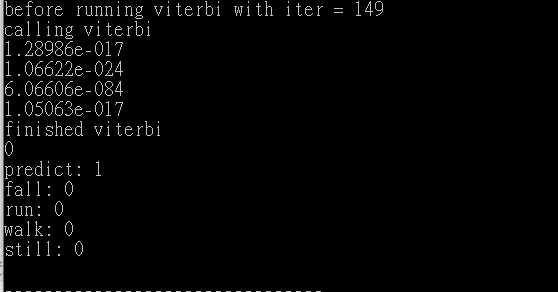 before running viterbi with iter = 149
calling viterbi
1.28986e-017
1.06622e-024
6.06606e-084
1.05063e-017
finished viterbi
0
predict: 1
fall: 0
run: 0
walk: 0
still: 0
--------------------------------